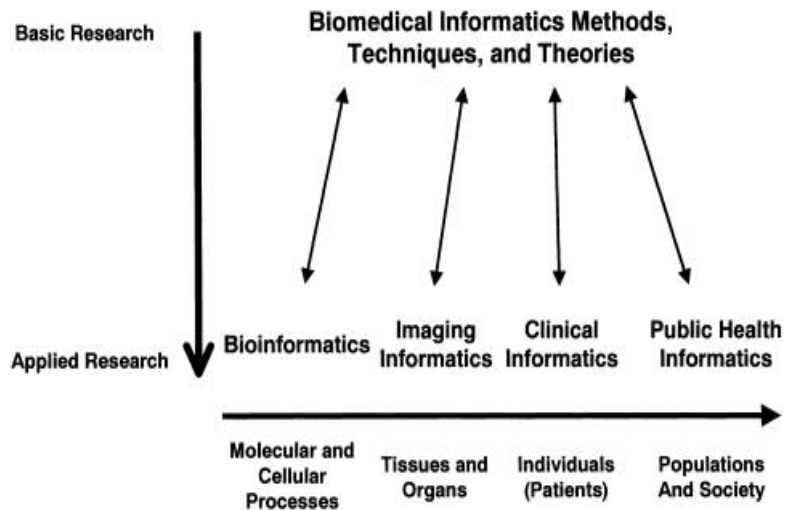 Basic Research
Biomedical Informatics Methods,
Techniques, and Theories
Applied Research
Bioinformatics
Imaging
Informatics
Clinical
Informatics
Public Health
Informatics
Molecular and
Cellular
Processes
Tissues and
Organs
Individuals
(Patients)
Populations
And Society